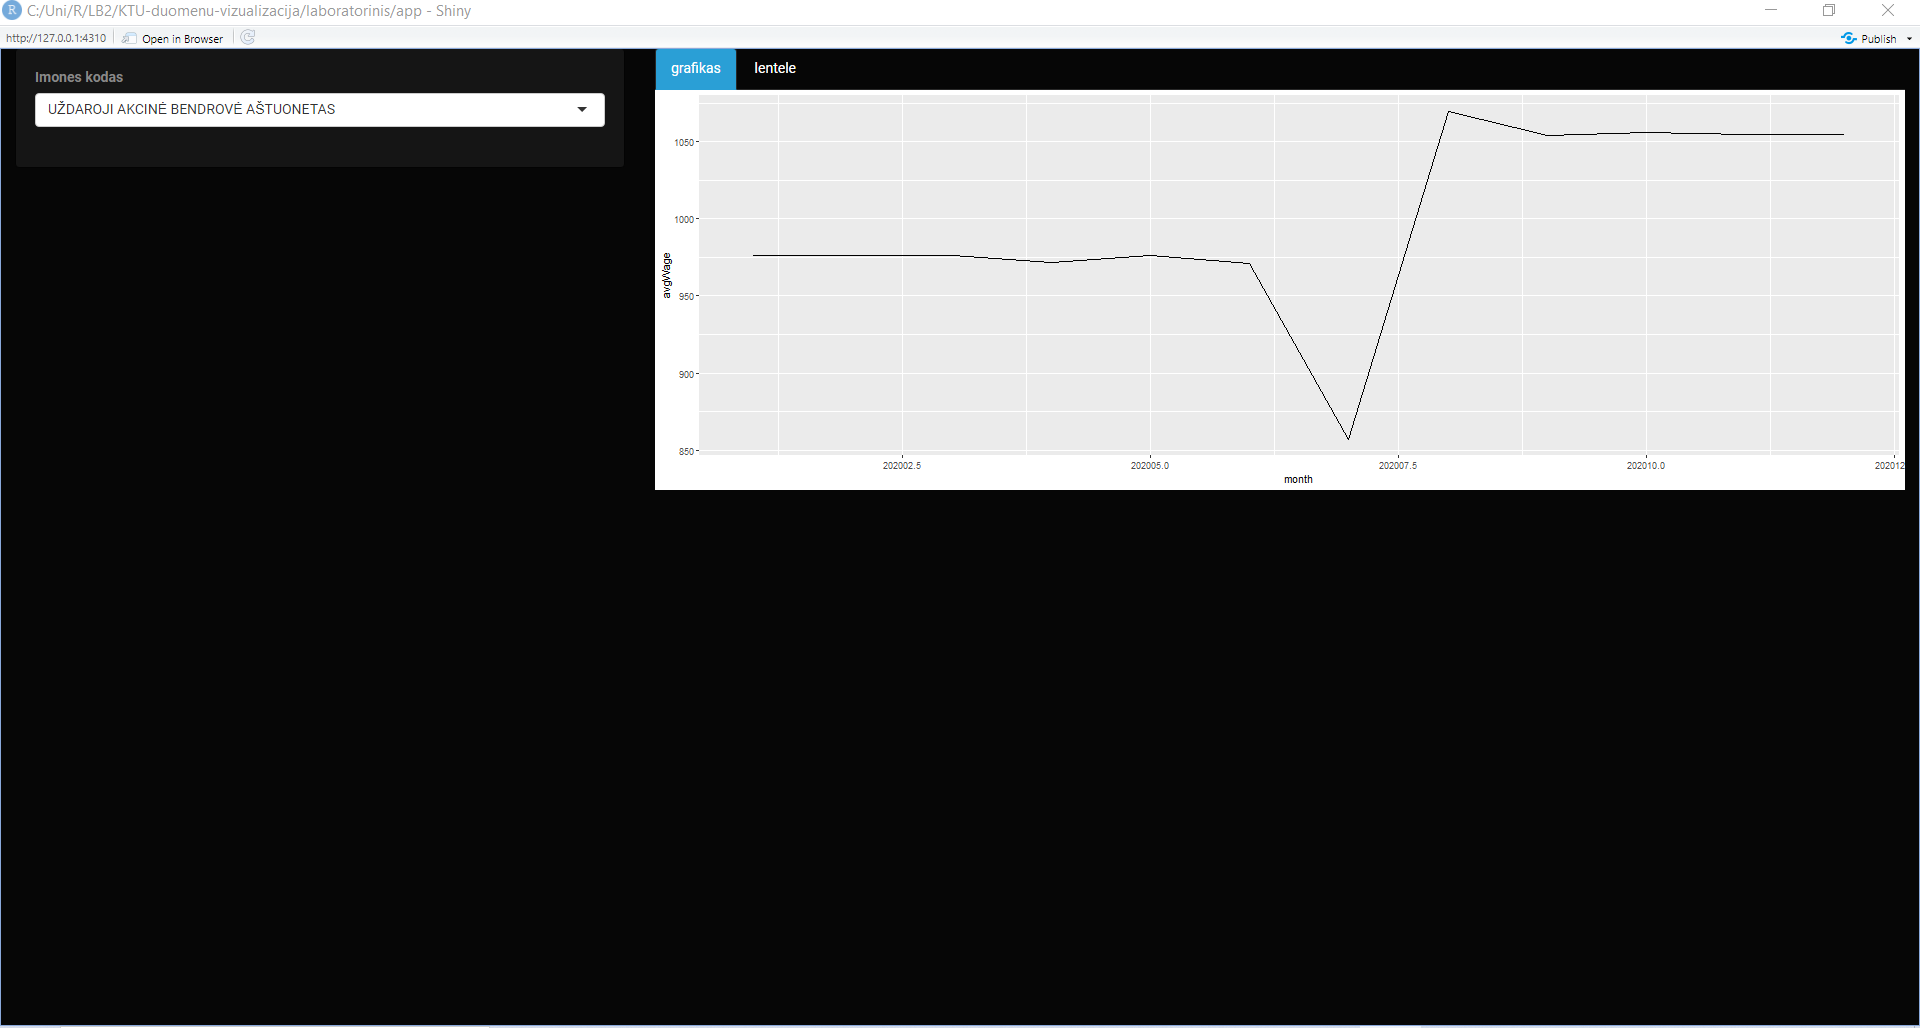 C:/Uni/R/LB2/KTU-duomenu-vizualizacija/laboratorinis/app - Shiny
http://127.0.0.1:4310 Open in Browser Publish
Imones kodas
UŽDAROJI AKCINĖ BENDROVĖ AŠTUONETAS
grafikas lentele
avgWage
1050
1000
950
900
850
202002.5 202005.0 202007.5 202010.0 202012
month